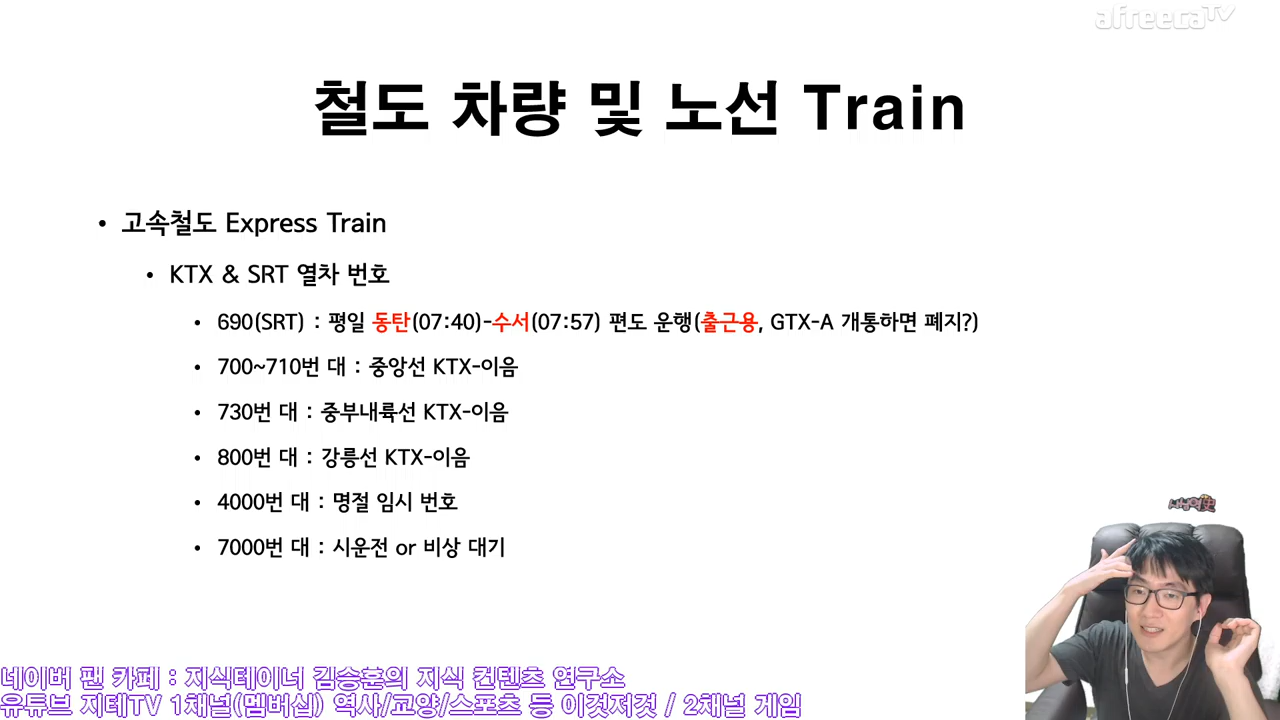 afreecaTV
철도 차량 및 노선 Train
• 고속철도 Express Train
• KTX & SRT 열차 번호
• 690(SRT) : 평일 동탄(07:40)-수서(07:57) 편도 운행(출근용, GTX-A 개통하면 폐지?)
• 700~710번 대 : 중앙선 KTX-이음
• 730번 대 : 중부내륙선 KTX-이음
• 800번 대 : 강릉선 KTX-이음
• 4000번 대 : 명절 임시 번호
• 7000번 대 : 시운전 or 비상 대기
네이버 팬 카페 : 지식테이너 김승훈의 지식 컨텐츠 연구소
유튜브 지테TV 1채널(멤버십) 역사/교양/스포츠 등 이것저것 / 2채널 게임